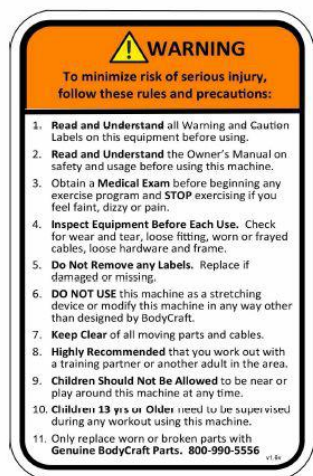 WARNING
To minimize risk of serious injury,
follow these rules and precautions:
1. Read and Understand all Warning and Caution
Labels on this equipment before using.
2. Read and Understand the Owner's Manual on
safety and usage before using this machine.
3. Obtain a Medical Exam before beginning any
exercise program and STOP exercising if you
feel faint, dizzy or pain.
4. Inspect Equipment Before Each Use. Check
for wear and tear, loose fitting, worn or frayed
cables, loose hardware and frame.
5. Do Not Remove any Labels. Replace if
damaged or missing.
6. DO NOT USE this machine as a stretching
device or modify this machine in any way other
than designed by BodyCraft.
7. Keep Clear of all moving parts and cables.
8. Highly Recommended that you work out with
a training partner or another adult in the area.
9. Children Should Not Be Allowed to be near or
play around this machine at any time.
10. Children 13 yrs or Older need to be supervised
during any workout using this machine.
11. Only replace worn or broken parts with
Genuine BodyCraft Parts. 800-990-5556